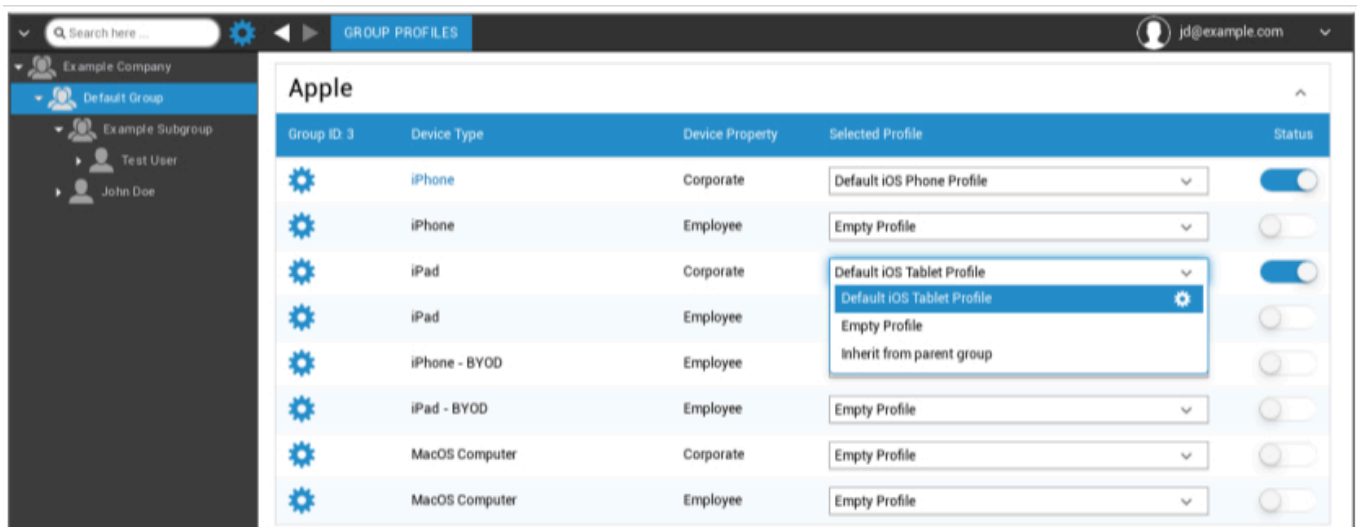 Search here ...
GROUP PROFILES
jd@example.com
Example Company
Default Group
Example Subgroup
Test User
John Doe
Apple
Group ID: 3 Device Type Device Property Selected Profile Status
iPhone Corporate Default iOS Phone Profile
iPhone Employee Empty Profile
iPad Corporate Default iOS Tablet Profile
Default iOS Tablet Profile
Empty Profile
Inherit from parent group
iPad Employee
iPhone - BYOD Employee
iPad - BYOD Employee Empty Profile
MacOS Computer Corporate Empty Profile
MacOS Computer Employee Empty Profile